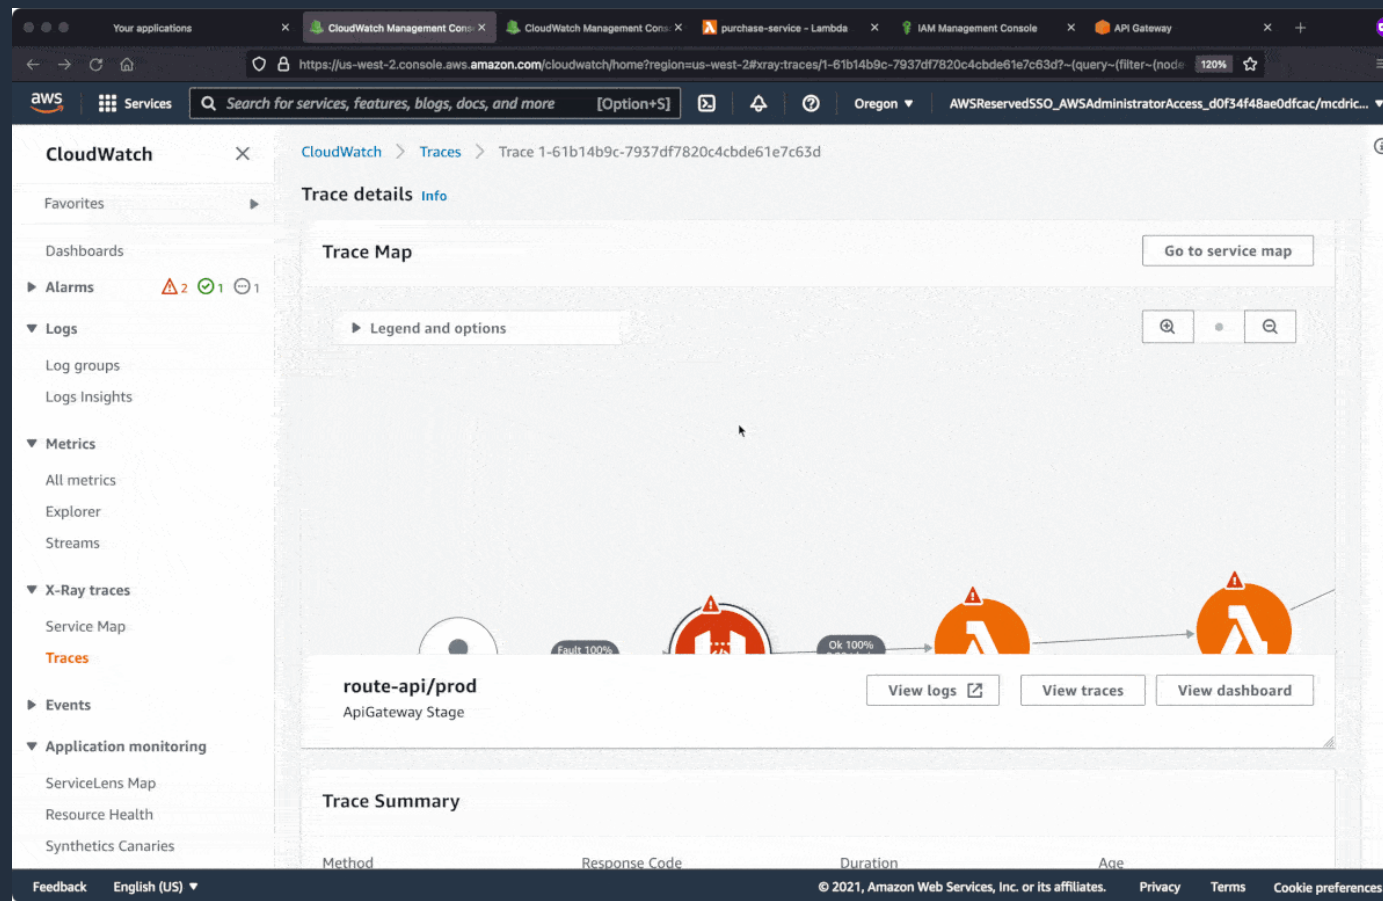 Your applications
CloudWatch Management Cons
CloudWatch Management Cons
purchase-service - Lambda
IAM Management Console
API Gateway
https://us-west-2.console.aws.amazon.com/cloudwatch/home?region=us-west-2#xray:traces/1-61b14b9c-7937df7820c4cbde61e7c63d?~(query~(filter~(node
120%
aws
Services
Search for services, features, blogs, docs, and more
[Option+S]
Oregon ▼
AWSReservedSSO_AWSAdministratorAccess_d0f34f48ae0dfcac/mcdric... ▼
CloudWatch
CloudWatch > Traces > Trace 1-61b14b9c-7937df7820c4cbde61e7c63d
Trace details Info
Favorites
Dashboards
Alarms 2 1 1
Logs
Log groups
Logs Insights
Metrics
All metrics
Explorer
Streams
X-Ray traces
Service Map
Traces
Events
Application monitoring
ServiceLens Map
Resource Health
Synthetics Canaries
Trace Map
Go to service map
Legend and options
Fault 100%
Ok 100%
route-api/prod
ApiGateway Stage
View logs
View traces
View dashboard
Trace Summary
Method
Response Code
Duration
Age
Feedback
English (US) ▼
© 2021, Amazon Web Services, Inc. or its affiliates.
Privacy
Terms
Cookie preferences